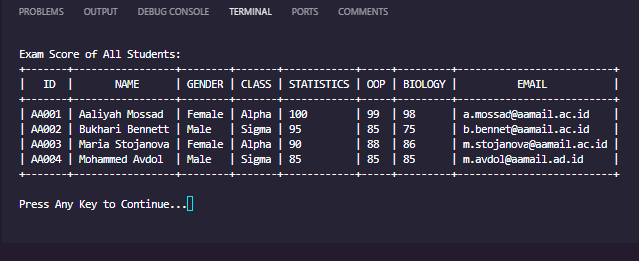 PROBLEMS OUTPUT DEBUG CONSOLE TERMINAL PORTS COMMENTS
Exam Score of All Students:
+-------+------------------+--------+-------+------------+-----+---------+------------------------+
|   ID  |       NAME       | GENDER | CLASS | STATISTICS | OOP | BIOLOGY |          EMAIL         |
+-------+------------------+--------+-------+------------+-----+---------+------------------------+
| AA001 | Aaliyah Mossad   | Female | Alpha | 100        | 99  | 98      | a.mossad@aamail.ac.id  |
| AA002 | Bukhari Bennett  | Male   | Sigma | 95         | 85  | 75      | b.bennet@aamail.ac.id  |
| AA003 | Maria Stojanova  | Female | Alpha | 90         | 88  | 86      | m.stojanova@aamail.ac.id |
| AA004 | Mohammed Avdol   | Male   | Sigma | 85         | 85  | 85      | m.avdol@aamail.ad.id   |
+-------+------------------+--------+-------+------------+-----+---------+------------------------+
Press Any Key to Continue...